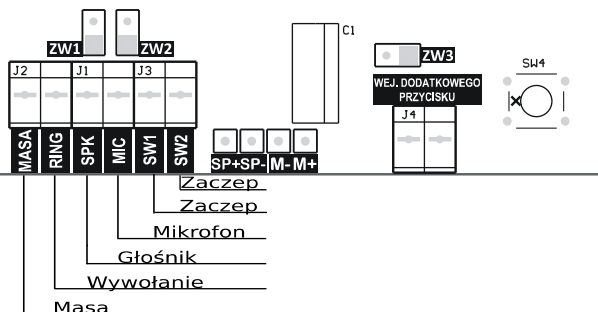 C1
ZW1 ZW2
ZW3
SW4
J2 J1 J3
WEJ. DODATKOWEGO
PRZYCISKU
J4
MASA RING SPK MIC SW1 SW2
SP+ SP- M- M+
Zaczep
Zaczep
Mikrofon
Głośnik
Wywołanie
Masa